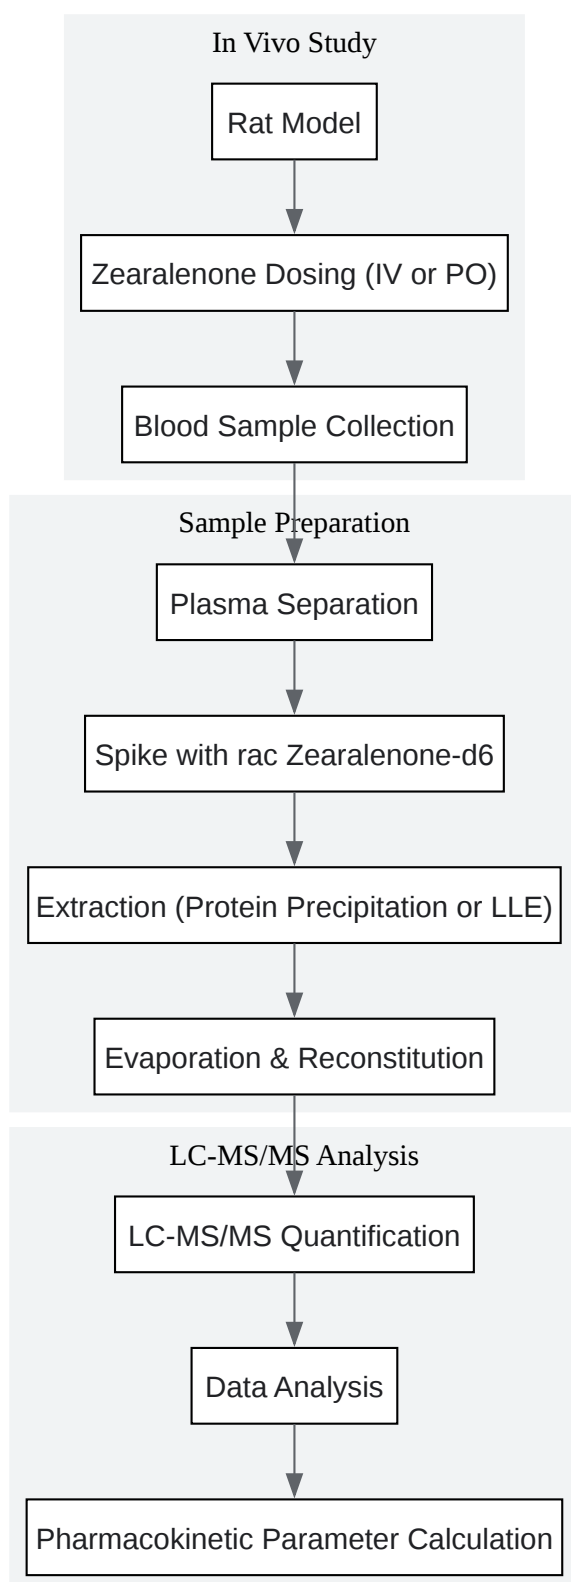 In Vivo Study
Rat Model
Zearalenone Dosing (IV or PO)
Blood Sample Collection
Sample Preparation
Plasma Separation
Spike with rac Zearalenone-d6
Extraction (Protein Precipitation or LLE)
Evaporation & Reconstitution
LC-MS/MS Analysis
LC-MS/MS Quantification
Data Analysis
Pharmacokinetic Parameter Calculation